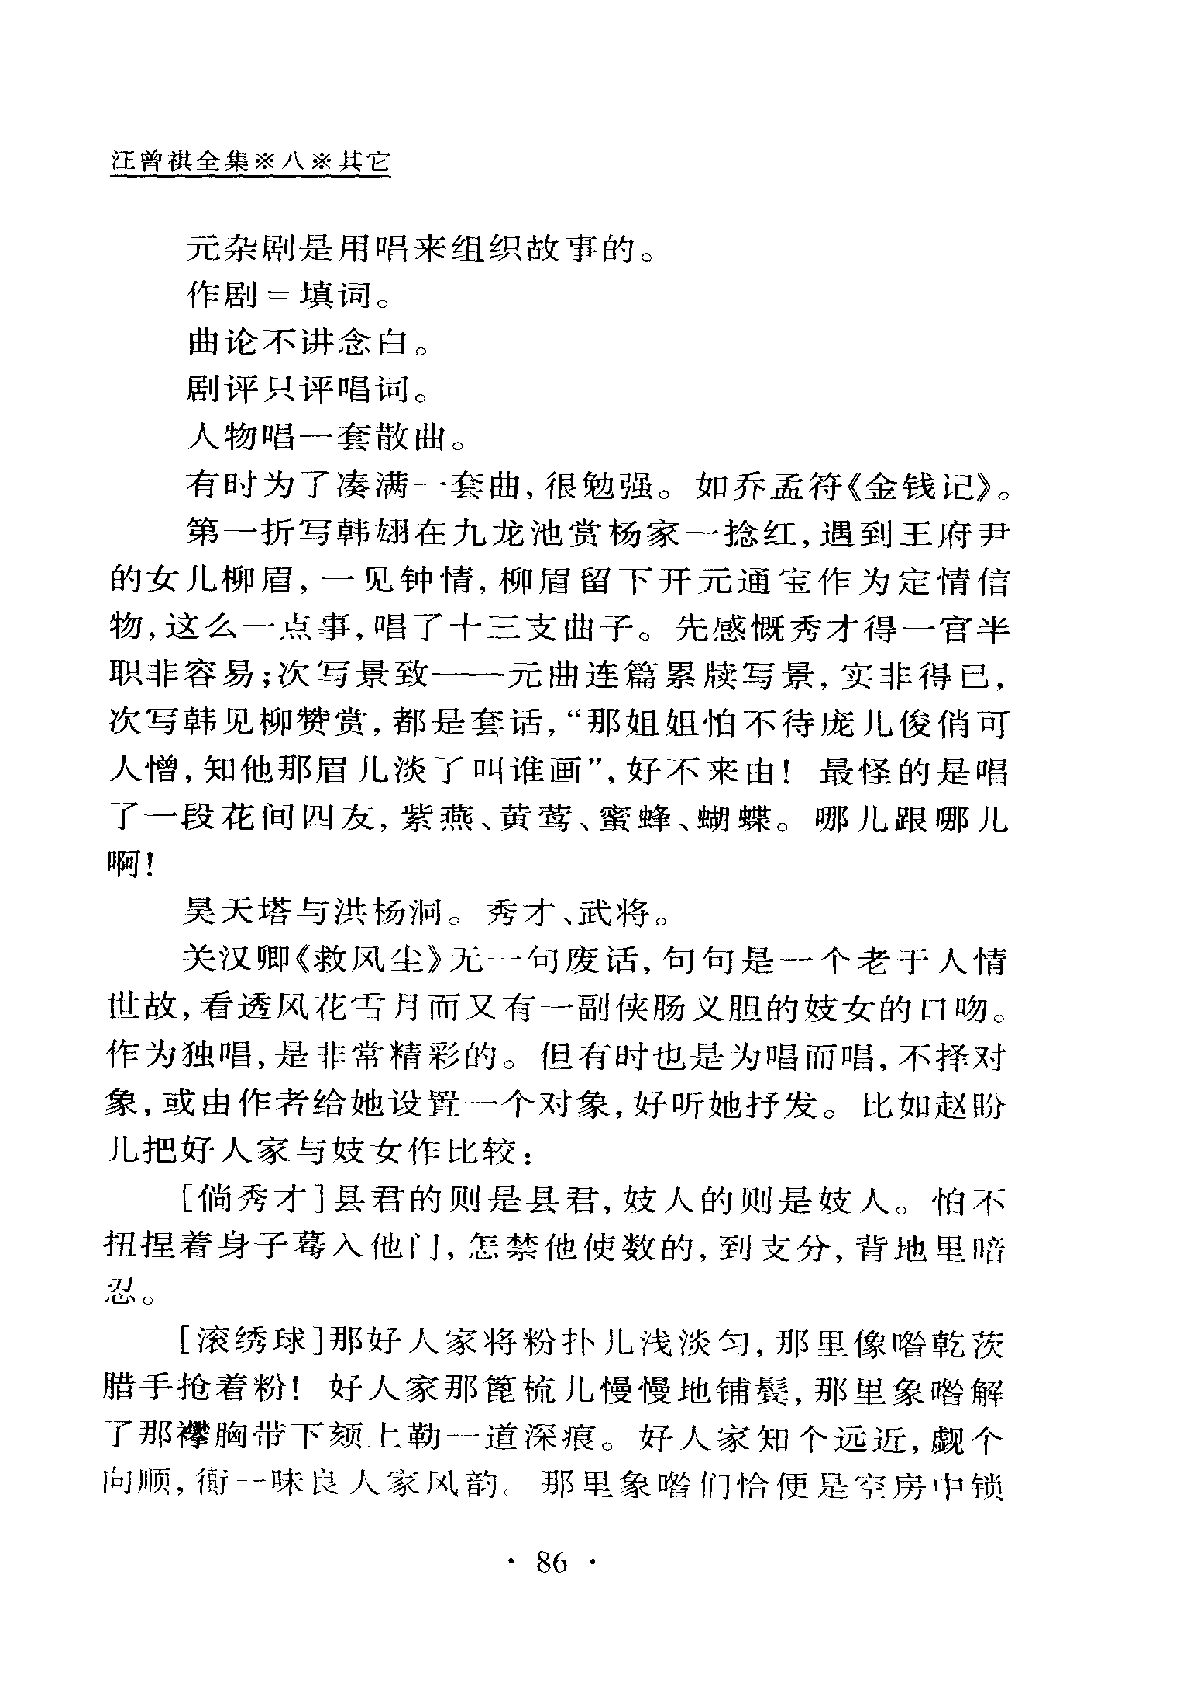 汪曾祺全集※八※其它
元杂剧是用唱来组织故事的。
作剧＝填词。
曲论不讲念白。
剧评只评唱词。
人物唱一套散曲。
有时为了凑满一套曲，很勉强。如乔孟符《金钱记》。
第一折写韩翃在九龙池赏杨家一捻红，遇到王府尹
的女儿柳眉，一见钟情，柳眉留下开元通宝作为定情信
物，这么一点事，唱了十三支曲子。先感慨秀才得一官半
职非容易；次写景致——元曲连篇累牍写景，实非得已，
次写韩见柳赞赏，都是套话，“那姐姐怕不待庞儿俊俏可
人憎，知他那眉儿淡了叫谁画”，好不来由！最怪的是唱
了一段花间四友，紫燕、黄莺、蜜蜂、蝴蝶。哪儿跟哪儿
啊！
昊天塔与洪杨洞。秀才、武将。
关汉卿《救风尘》无一句废话，句句是一个老于人情
世故，看透风花雪月而又有一副侠肠义胆的妓女的口吻。
作为独唱，是非常精彩的。但有时也是为唱而唱，不择对
象，或由作者给她设置一个对象，好听她抒发。比如赵盼
儿把好人家与妓女作比较：
［倘秀才］县君的则是县君，妓人的则是妓人。怕不
扭捏着身子蓦入他门，怎禁他使数的，到支分，背地里暗
忍。
［滚绣球］那好人家将粉扑儿浅淡匀，那里像喒乾茨
腊手抢着粉！好人家那篦梳儿慢慢地铺鬓，那里象喒解
了那襻胸带下颏上勒一道深痕。好人家知个远近，觑个
向顺，衠一味良人家风韵。那里象喒们恰便是空房中锁
· 86 ·